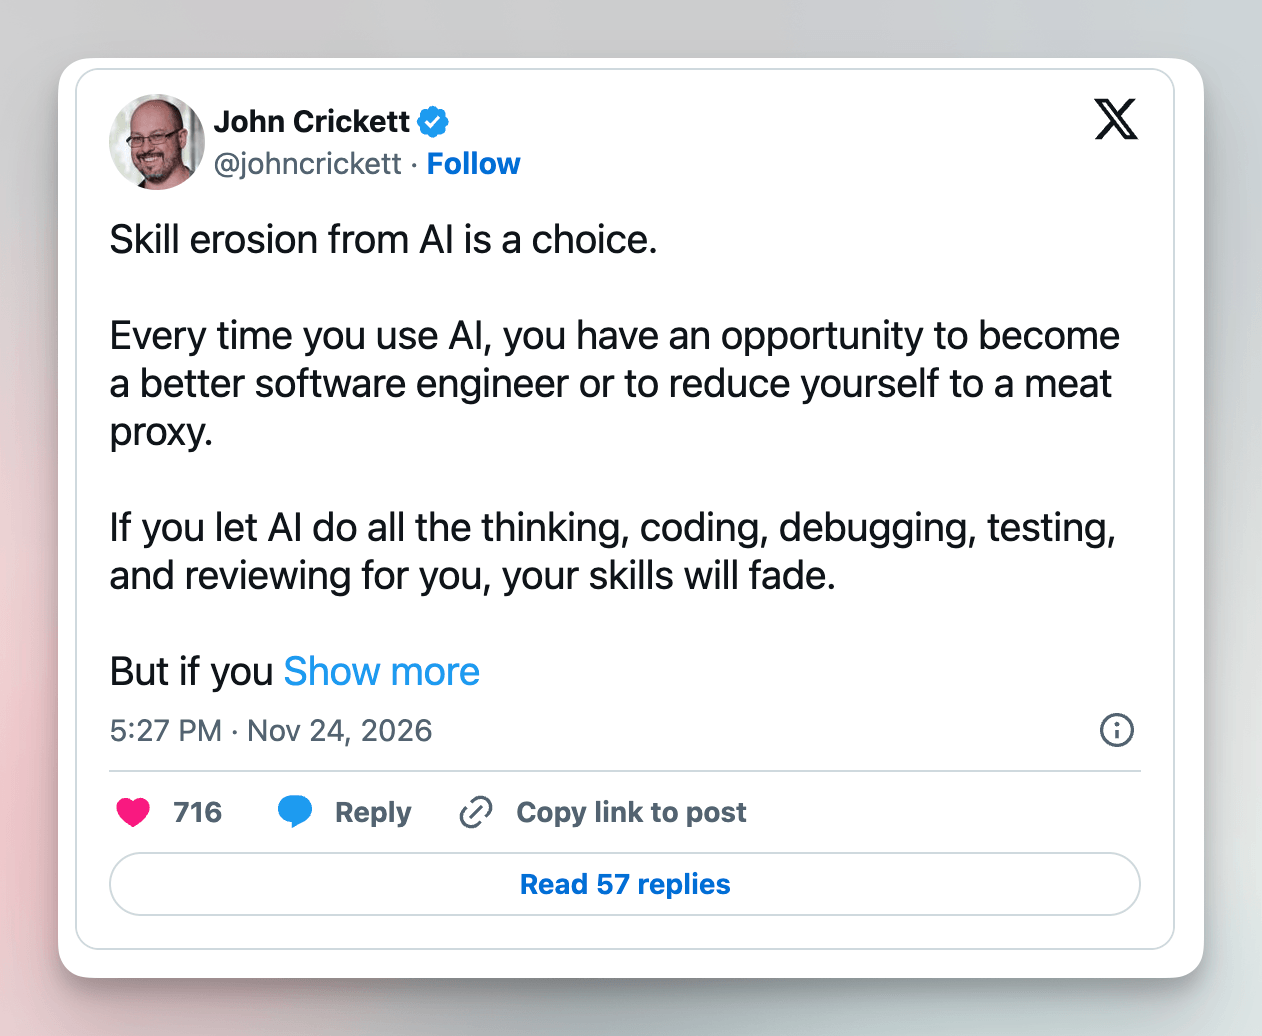 John Crickett
@johncrickett · Follow
Skill erosion from AI is a choice.
Every time you use AI, you have an opportunity to become
a better software engineer or to reduce yourself to a meat
proxy.
If you let AI do all the thinking, coding, debugging, testing,
and reviewing for you, your skills will fade.
But if you Show more
5:27 PM · Nov 24, 2026
716 Reply Copy link to post
Read 57 replies